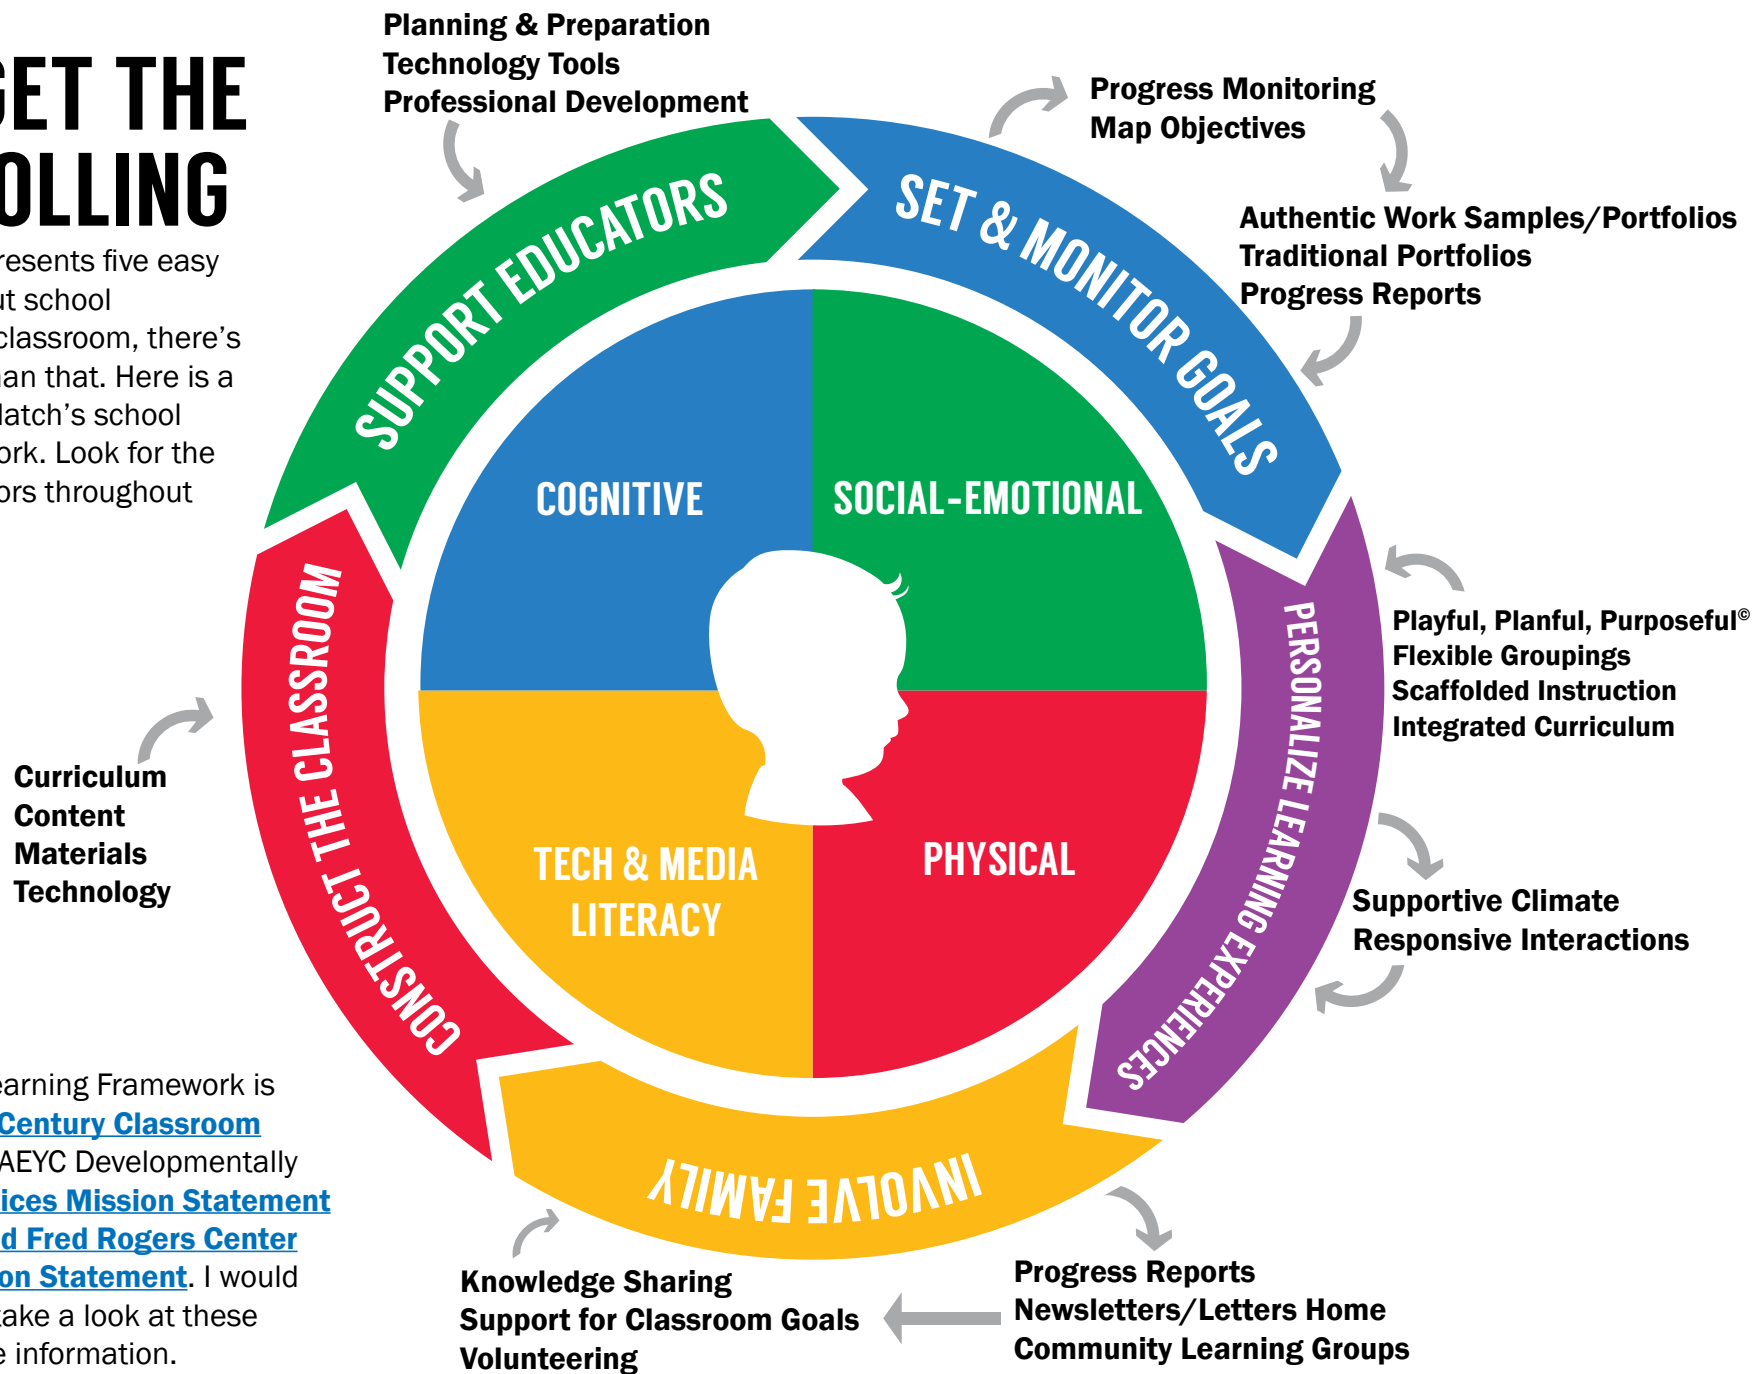 GET THE
OLLING
resents five easy
ut school
classroom, there's
an that. Here is a
latch's school
ork. Look for the
ors throughout
Planning & Preparation
Technology Tools
Professional Development
Progress Monitoring
Map Objectives
Authentic Work Samples/Portfolios
Traditional Portfolios
Progress Reports
SUPPORT EDUCATORS
SET & MONITOR GOALS
PERSONALIZE LEARNING EXPERIENCES
INVOLVE FAMILY
CONSTRUCT THE CLASSROOM
COGNITIVE
SOCIAL-EMOTIONAL
TECH & MEDIA
LITERACY
PHYSICAL
Playful, Planful, Purposeful©
Flexible Groupings
Scaffolded Instruction
Integrated Curriculum
Supportive Climate
Responsive Interactions
Curriculum
Content
Materials
Technology
earning Framework is
Century Classroom
AEYC Developmentally
ices Mission Statement
d Fred Rogers Center
on Statement. I would
take a look at these
e information.
Knowledge Sharing
Support for Classroom Goals
Volunteering
Progress Reports
Newsletters/Letters Home
Community Learning Groups